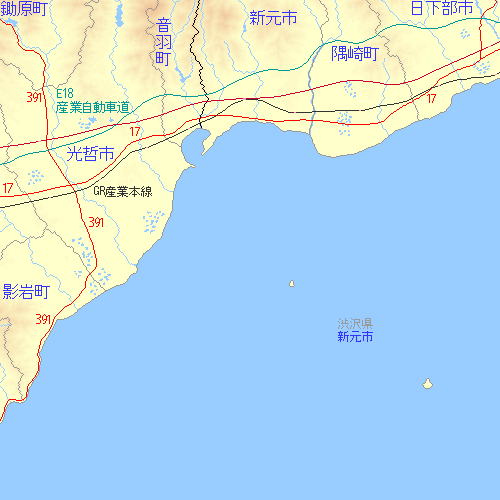 鋤原町
音羽町
新元市
日下部市
隅崎町
391
E18
産業自動車道
17
17
光哲市
17
GR産業本線
391
影岩町
391
渋沢県
新元市